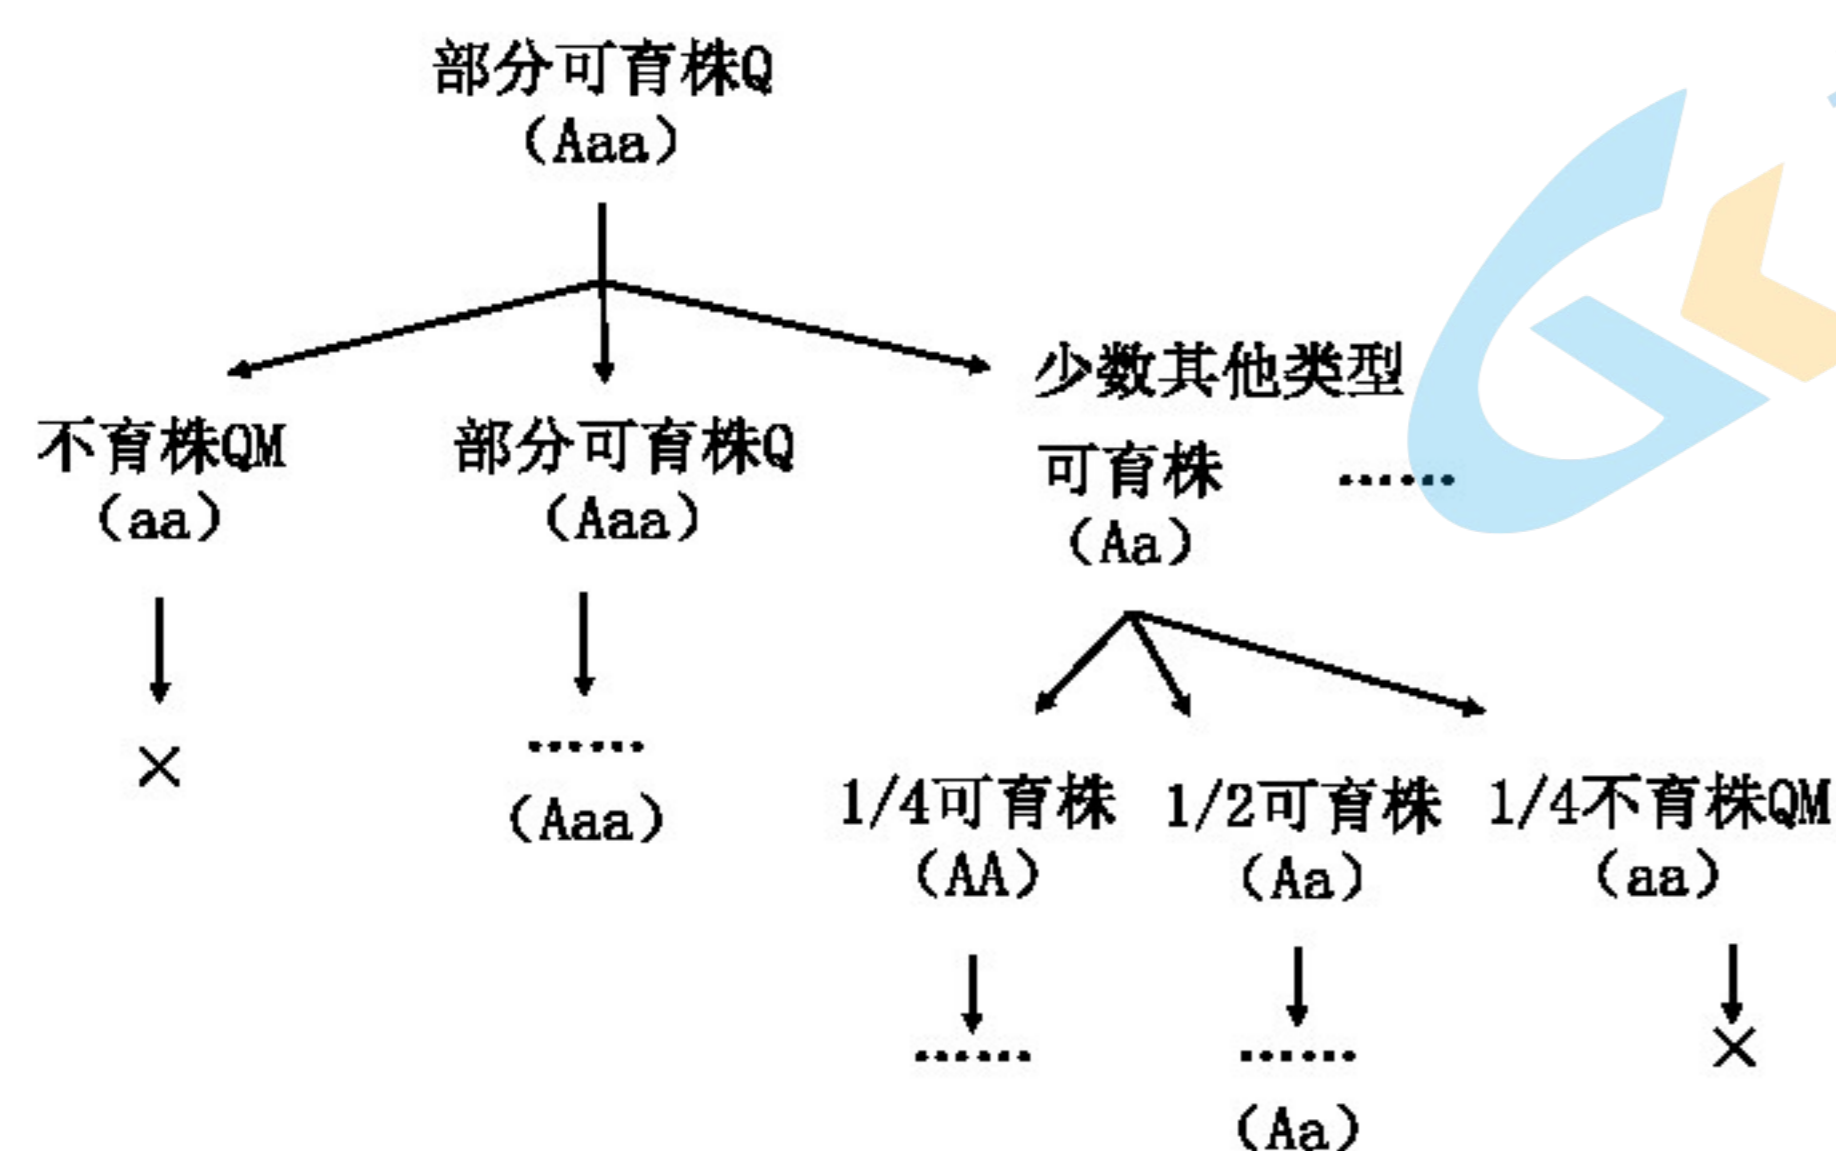 部分可育株Q
（Aaa）
少数其他类型
不育株QM 部分可育株Q 可育株 ……
（aa） （Aaa） （Aa）
× ……
（Aaa）
1/4可育株 1/2可育株 1/4不育株QM
（AA） （Aa） （aa）
…… …… ×
（Aa）